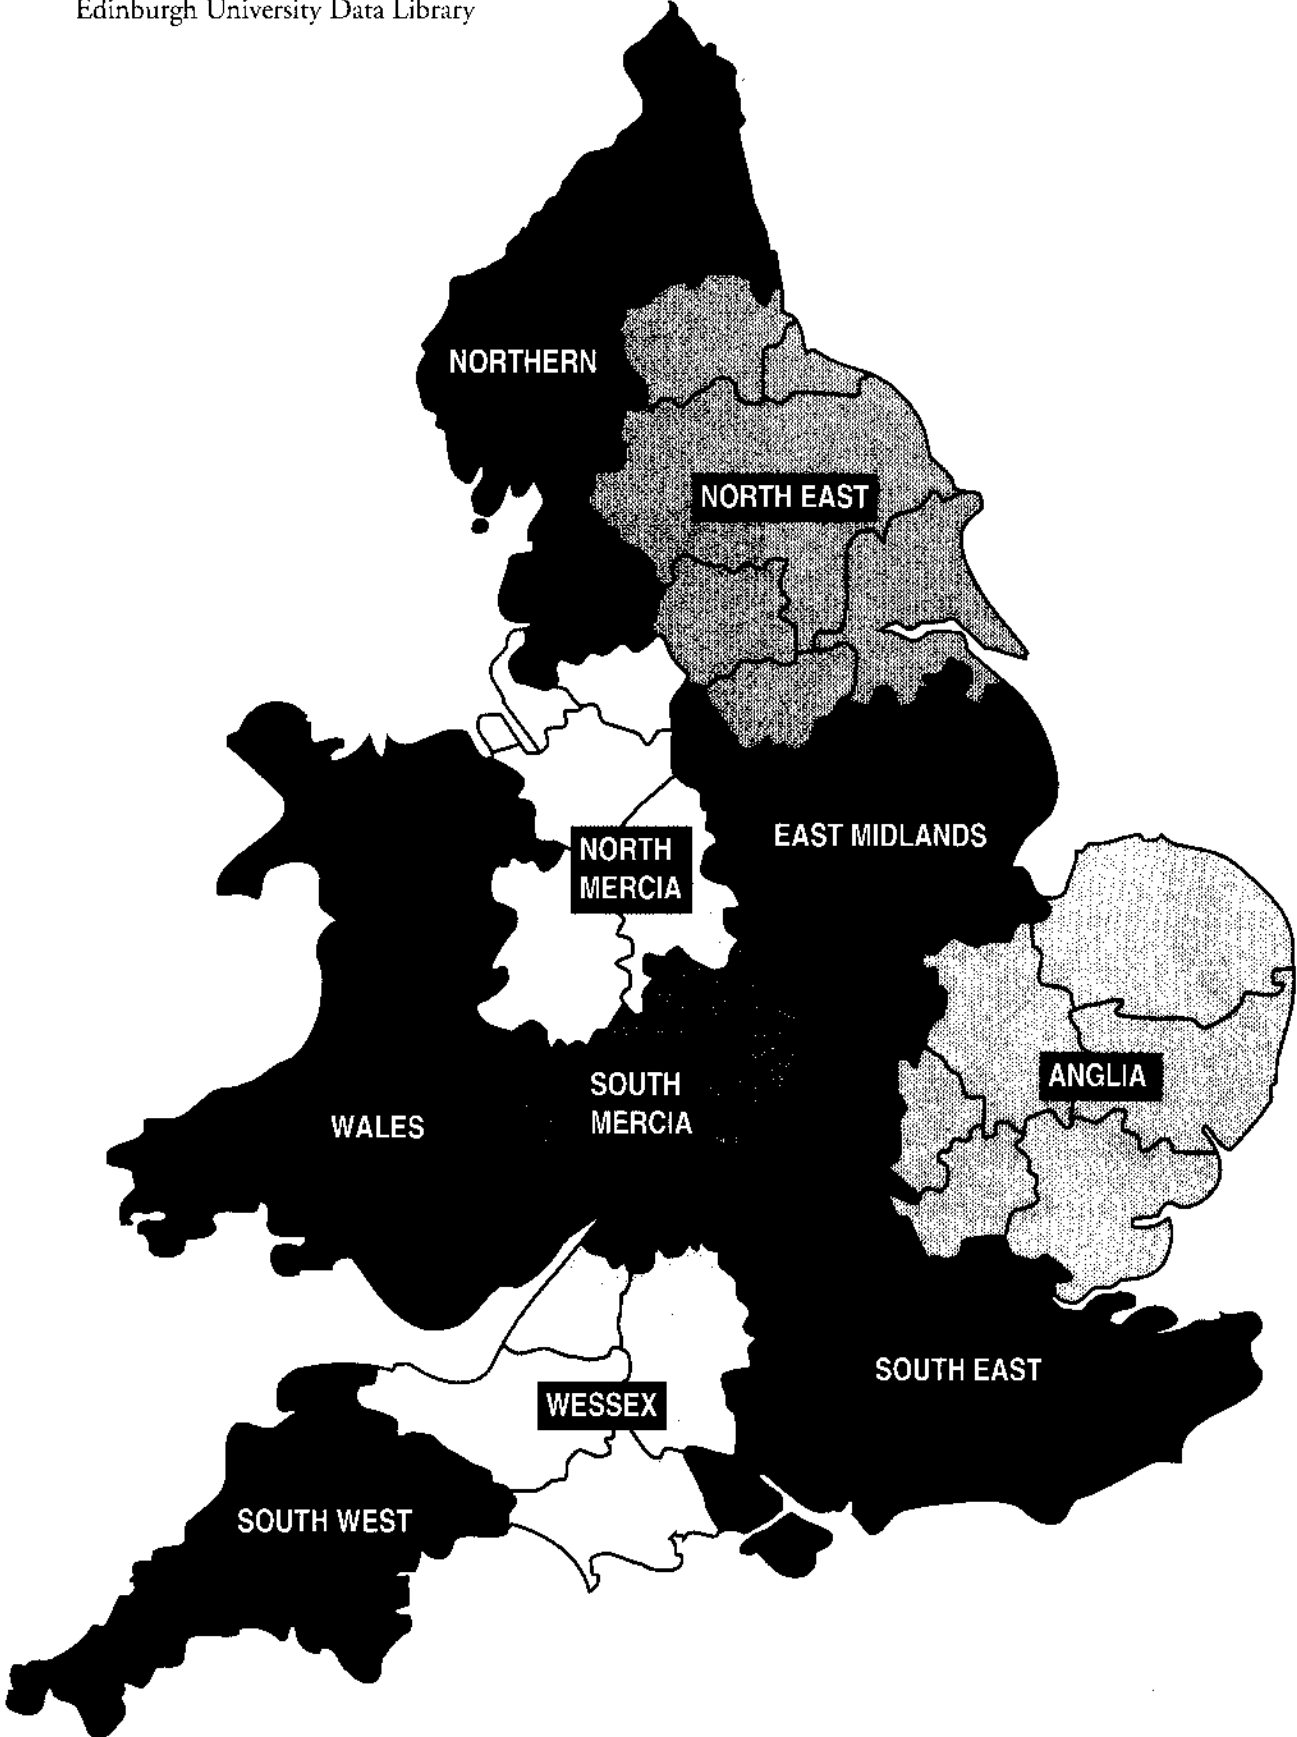 Edinburgh University Data Library
NORTHERN
NORTH EAST
EAST MIDLANDS
NORTH
MERCIA
ANGLIA
SOUTH
MERCIA
WALES
SOUTH EAST
WESSEX
SOUTH WEST